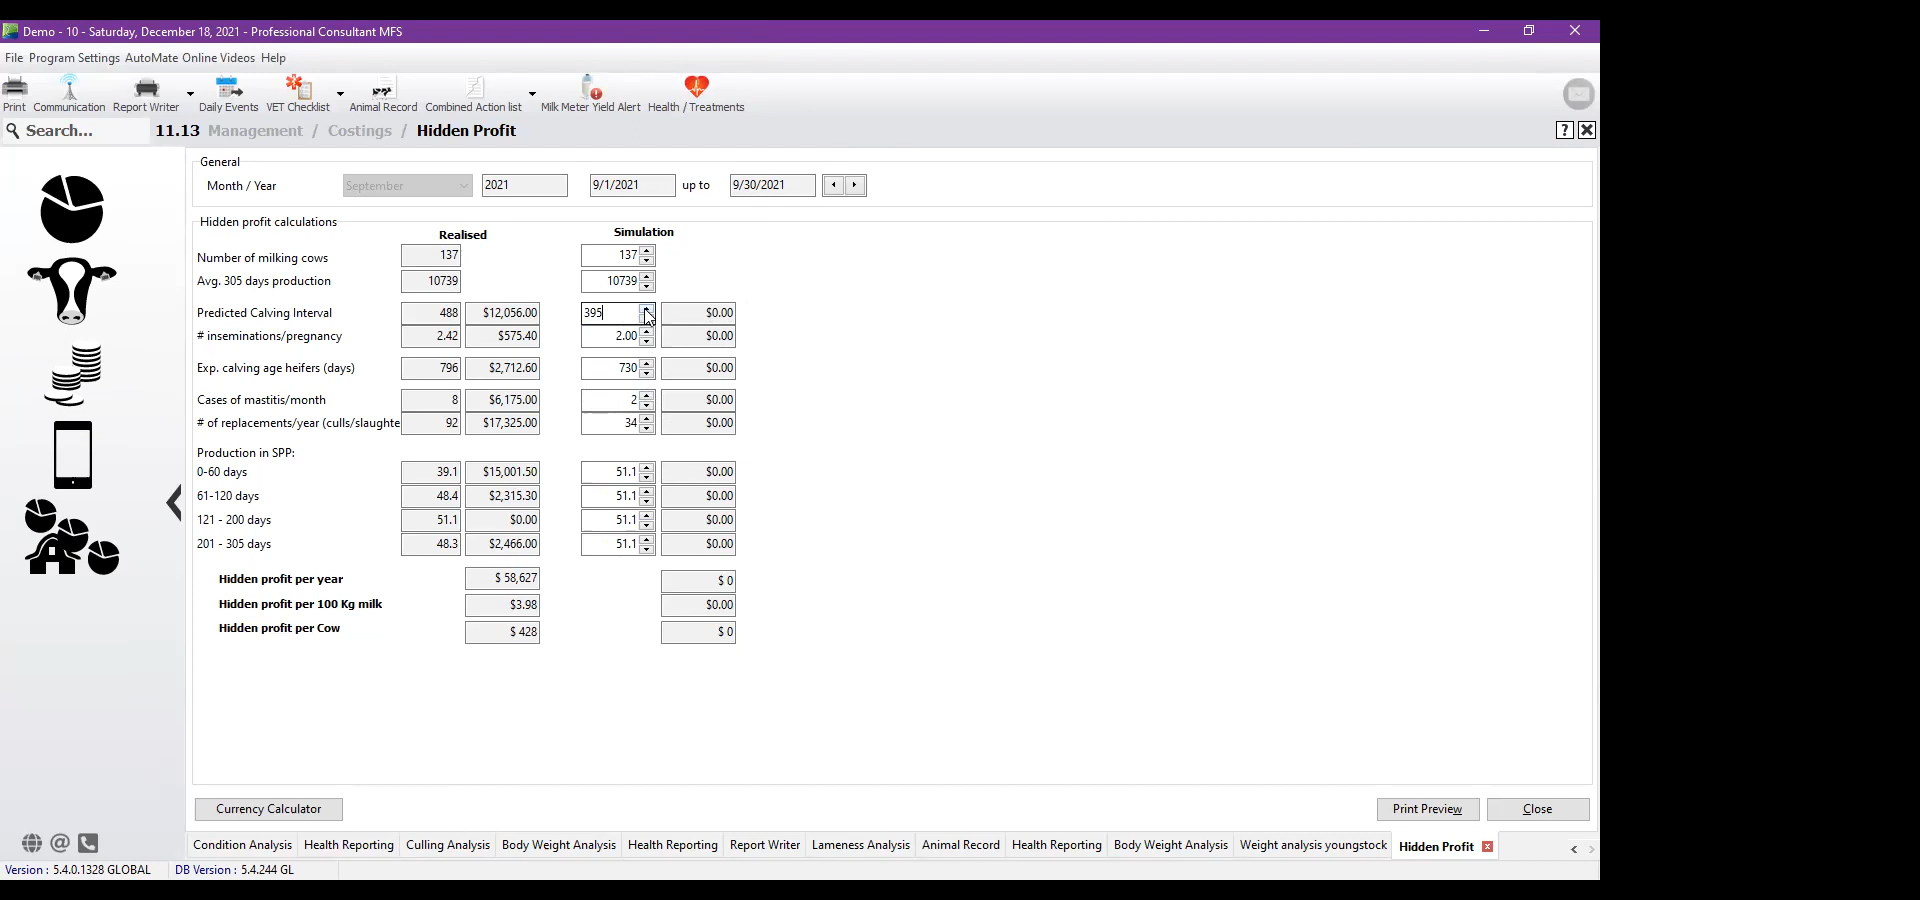 Demo - 10 - Saturday, December 18, 2021 - Professional Consultant MFS
File Program Settings AutoMate Online Videos Help
Print Communication Report Writer Daily Events VET Checklist Animal Record Combined Action list Milk Meter Yield Alert Health / Treatments
Search... 11.13 Management / Costings / Hidden Profit ?
General
Month / Year September 2021 9/1/2021 up to 9/30/2021
Hidden profit calculations
Realised Simulation
Number of milking cows 137 137
Avg. 305 days production 10739 10739
Predicted Calving Interval 488 $12,056.00 395 $0.00
# inseminations/pregnancy 2.42 $575.40 2.00 $0.00
Exp. calving age heifers (days) 796 $2,712.60 730 $0.00
Cases of mastitis/month 8 $6,175.00 2 $0.00
# of replacements/year (culls/slaughte 92 $17,325.00 34 $0.00
Production in SPP:
0-60 days 39.1 $15,001.50 51.1 $0.00
61-120 days 48.4 $2,315.30 51.1 $0.00
121 - 200 days 51.1 $0.00 51.1 $0.00
201 - 305 days 48.3 $2,466.00 51.1 $0.00
Hidden profit per year $ 58,627 $ 0
Hidden profit per 100 Kg milk $3.98 $0.00
Hidden profit per Cow $ 428 $ 0
Currency Calculator Print Preview Close
Condition Analysis Health Reporting Culling Analysis Body Weight Analysis Health Reporting Report Writer Lameness Analysis Animal Record Health Reporting Body Weight Analysis Weight analysis youngstock Hidden Profit
Version : 5.4.0.1328 GLOBAL DB Version : 5.4.244 GL